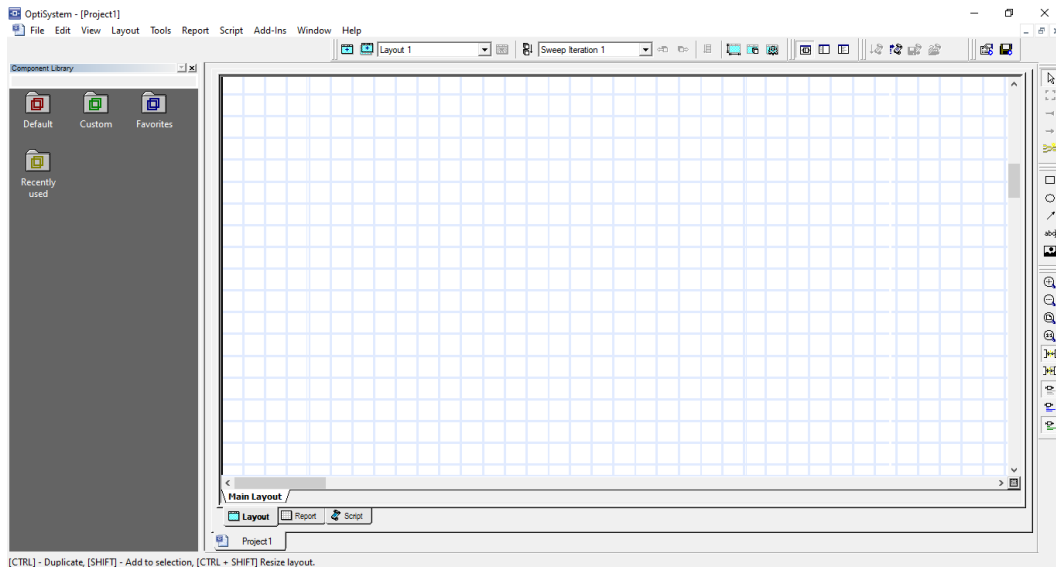 OptiSystem - [Project1]
File Edit View Layout Tools Report Script Add-Ins Window Help
Layout 1
Sweep Iteration 1
Component Library
Default
Custom
Favorites
Recently
used
abc
Main Layout
Layout
Report
Script
Project1
[CTRL] - Duplicate, [SHIFT] - Add to selection, [CTRL + SHIFT] Resize layout.